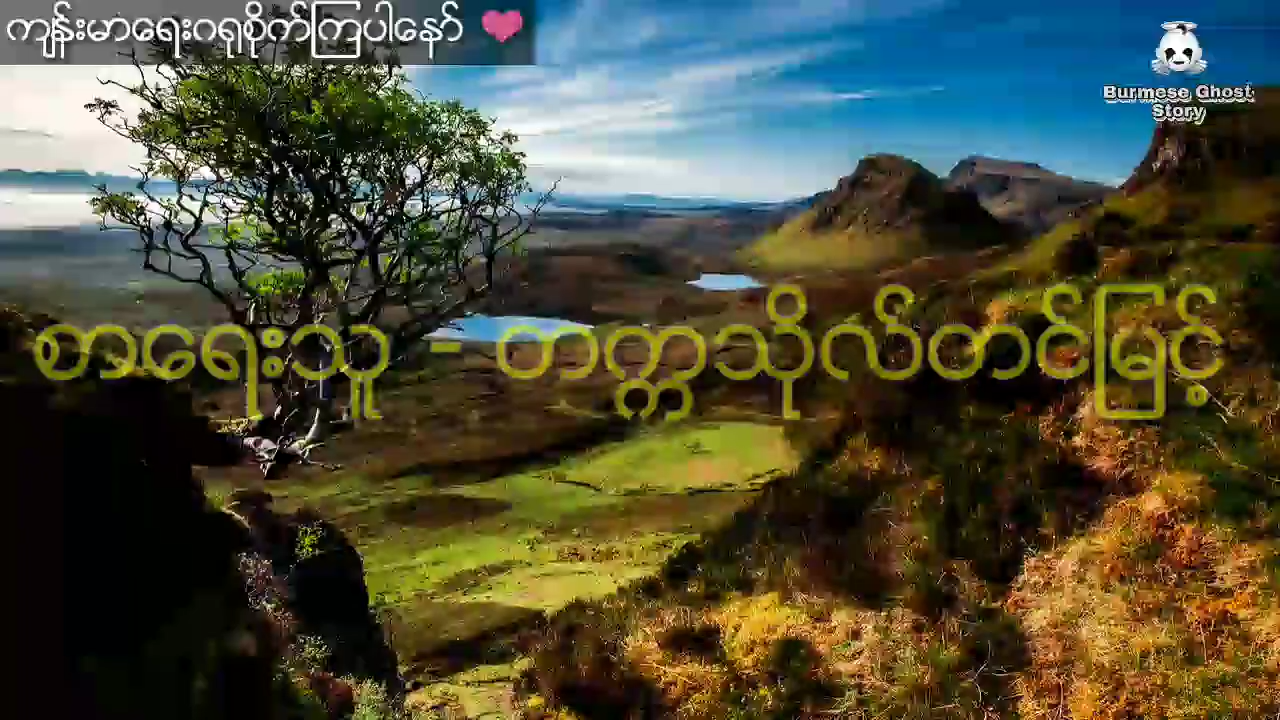 ကျန်းမာရေးဂရုစိုက်ကြပါနော် 💗
Burmese Ghost
Story
စာရေးသူ - တက္ကသိုလ်တင်မြင့်